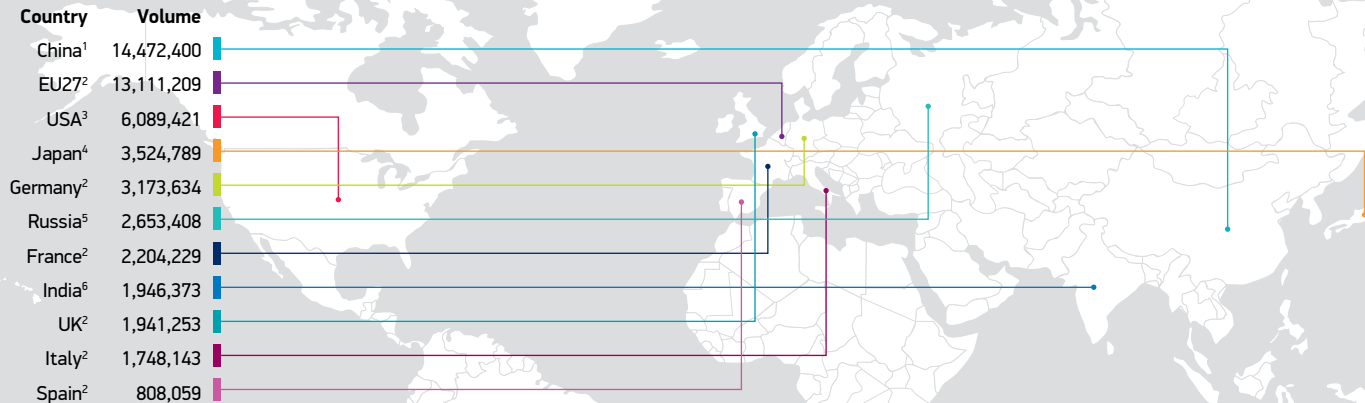 Country Volume
China¹ 14,472,400
EU27² 13,111,209
USA³ 6,089,421
Japan⁴ 3,524,789
Germany² 3,173,634
Russia⁵ 2,653,408
France² 2,204,229
India⁶ 1,946,373
UK² 1,941,253
Italy² 1,748,143
Spain² 808,059